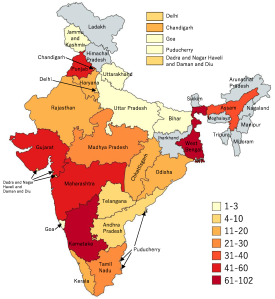 Delhi
Chandigarh
Goa
Puducherry
Dadra and Nagar Haveli
and Daman and Diu
Ladakh
Jammu
and Kashmir
Himachal
Pradesh
Chandigarh
Punjab
Uttarakhand
Haryana
Delhi
Arunachal
Pradesh
Sikkim
Rajasthan
Uttar Pradesh
Assam
Nagaland
Bihar
Meghalaya
Manipur
Jharkhand
West
Bengal
Tripura
Mizoram
Gujarat
Madhya Pradesh
Chhattisgarh
Odisha
Dadra and Nagar
Haveli and
Daman and Diu
Maharashtra
Telangana
Goa
Karnataka
Andhra
Pradesh
Puducherry
Tamil
Nadu
Kerala
1-3
4-10
11-20
21-30
31-40
41-60
61-102